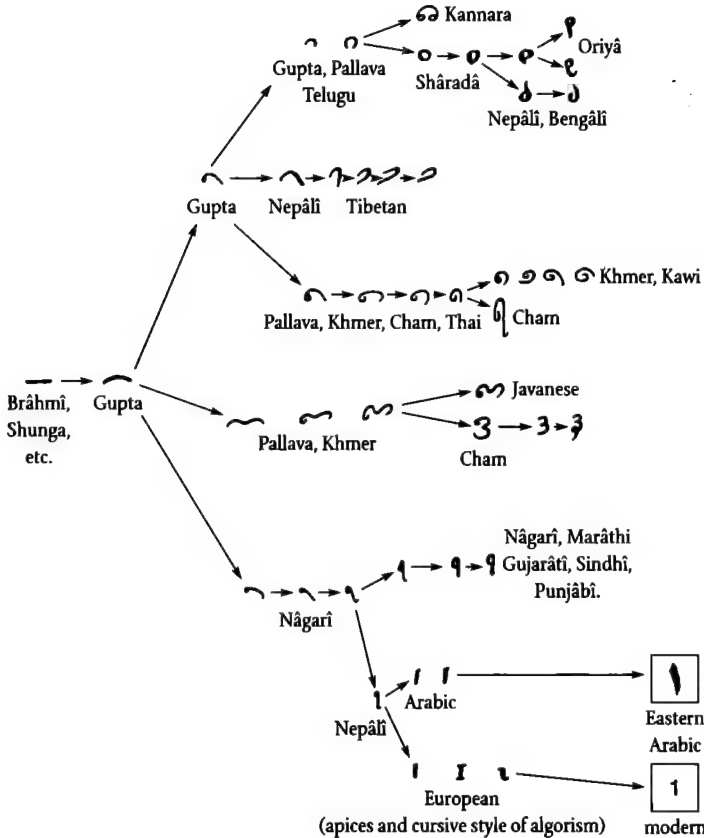 Kannara
Gupta, Pallava
Telugu
Shâradâ
Oriyâ
Nepâlî, Bengâlî
Gupta
Nepâlî
Tibetan
Khmer, Kawi
Pallava, Khmer, Cham, Thai
Cham
Brâhmî,
Shunga,
etc.
Gupta
Javanese
Pallava, Khmer
Cham
Nâgarî, Marâthi
Gujarâtî, Sindhî,
Punjâbî.
Nâgarî
Arabic
Nepâlî
Eastern
Arabic
1
European
(apices and cursive style of algorism)
modern